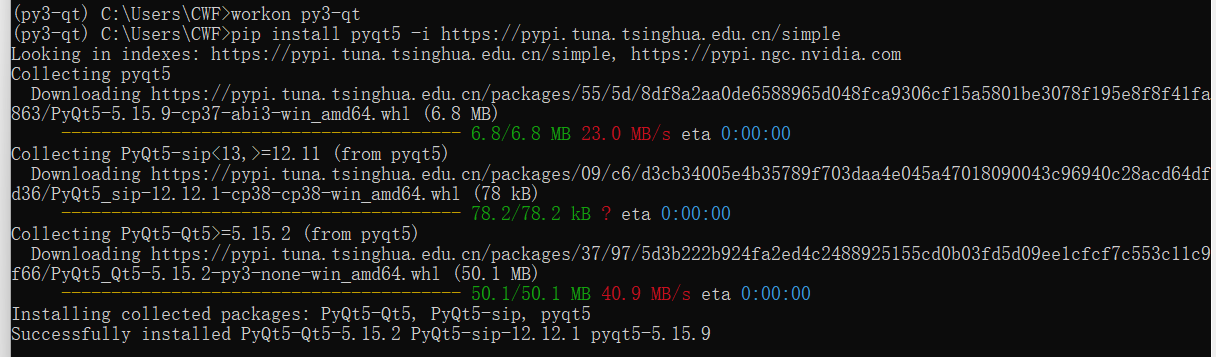 (py3-qt) C:\Users\CWF>workon py3-qt
(py3-qt) C:\Users\CWF>pip install pyqt5 -i https://pypi.tuna.tsinghua.edu.cn/simple
Looking in indexes: https://pypi.tuna.tsinghua.edu.cn/simple, https://pypi.ngc.nvidia.com
Collecting pyqt5
  Downloading https://pypi.tuna.tsinghua.edu.cn/packages/55/5d/8df8a2aa0de6588965d048fca9306cf15a5801be3078f195e8f8f41fa
863/PyQt5-5.15.9-cp37-abi3-win_amd64.whl (6.8 MB)
     ---------------------------------------- 6.8/6.8 MB 23.0 MB/s eta 0:00:00
Collecting PyQt5-sip<13,>=12.11 (from pyqt5)
  Downloading https://pypi.tuna.tsinghua.edu.cn/packages/09/c6/d3cb34005e4b35789f703daa4e045a47018090043c96940c28acd64df
d36/PyQt5_sip-12.12.1-cp38-cp38-win_amd64.whl (78 kB)
     ---------------------------------------- 78.2/78.2 kB ? eta 0:00:00
Collecting PyQt5-Qt5>=5.15.2 (from pyqt5)
  Downloading https://pypi.tuna.tsinghua.edu.cn/packages/37/97/5d3b222b924fa2ed4c2488925155cd0b03fd5d09ee1cfcf7c553c11c9
f66/PyQt5_Qt5-5.15.2-py3-none-win_amd64.whl (50.1 MB)
     ---------------------------------------- 50.1/50.1 MB 40.9 MB/s eta 0:00:00
Installing collected packages: PyQt5-Qt5, PyQt5-sip, pyqt5
Successfully installed PyQt5-Qt5-5.15.2 PyQt5-sip-12.12.1 pyqt5-5.15.9